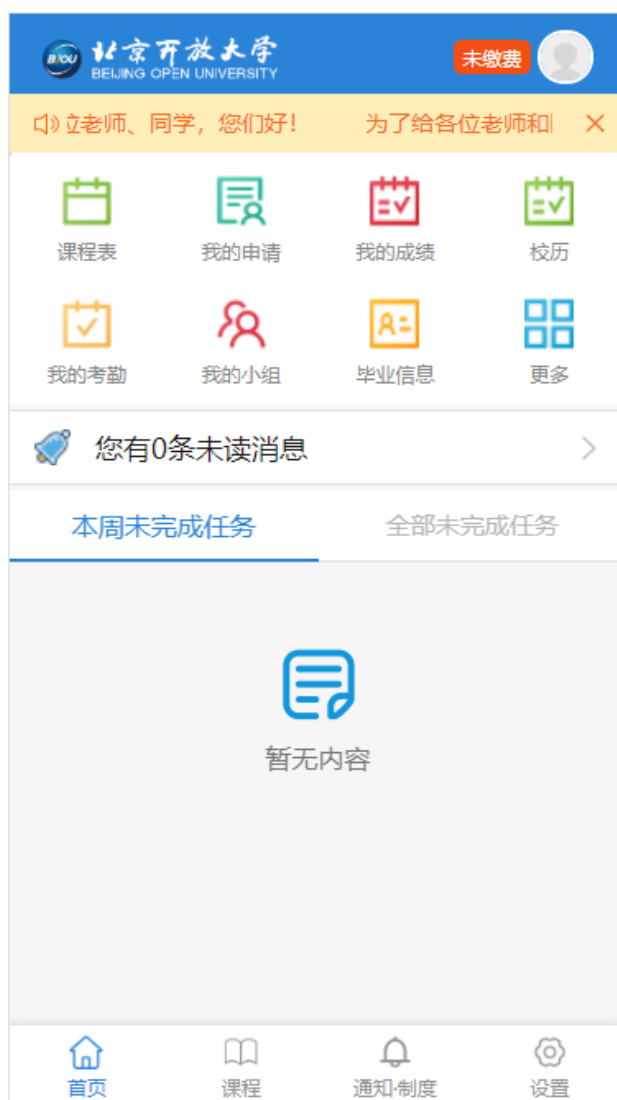 BJOU 北京开放大学
BEIJING OPEN UNIVERSITY
未缴费
老师、同学，您们好！ 为了给各位老师和
课程表 我的申请 我的成绩 校历
我的考勤 我的小组 毕业信息 更多
您有0条未读消息
本周未完成任务 全部未完成任务
暂无内容
首页 课程 通知·制度 设置